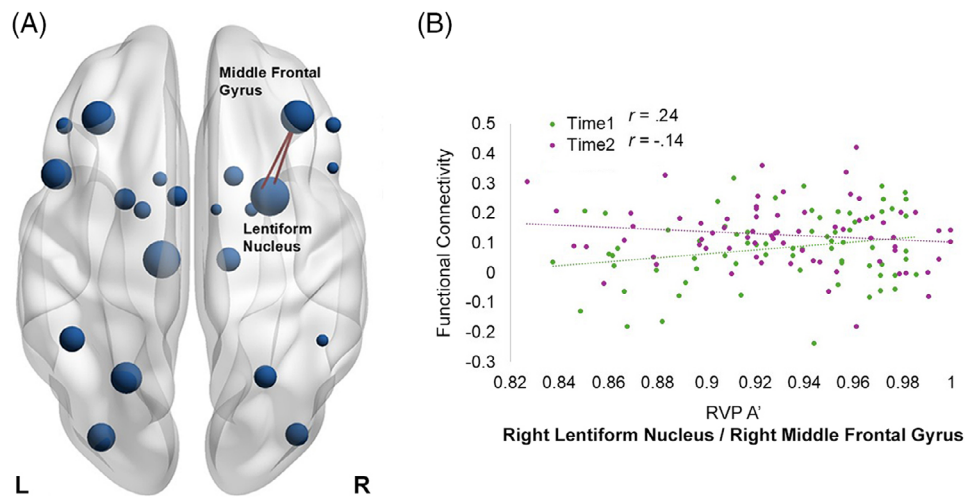 (A)
Middle Frontal
Gyrus
Lentiform
Nucleus
L
R
(B)
Functional Connectivity
0.5
0.4
0.3
0.2
0.1
0
-0.1
-0.2
-0.3
Time1 r = .24
Time2 r = -.14
0.82 0.84 0.86 0.88 0.9 0.92 0.94 0.96 0.98 1
RVP A’
Right Lentiform Nucleus / Right Middle Frontal Gyrus